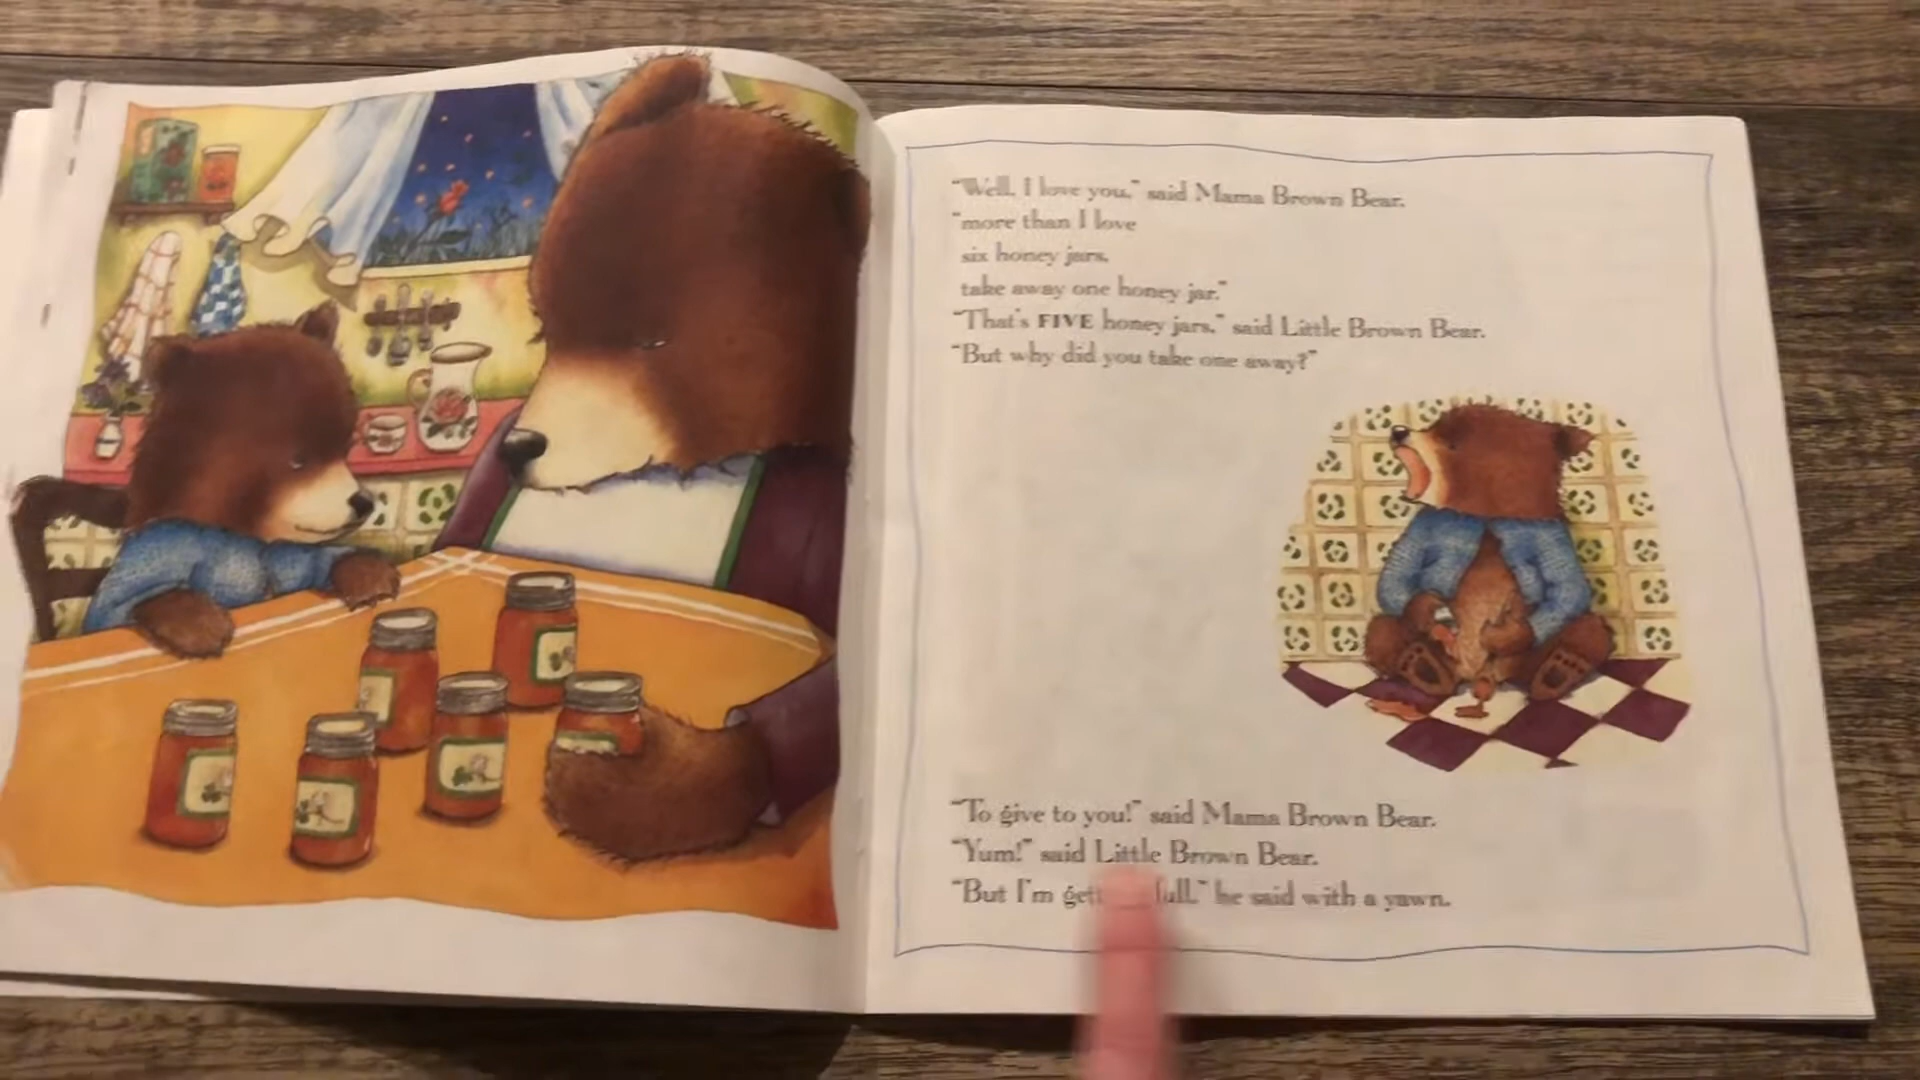 "Well, I love you," said Mama Brown Bear,
"more than I love
six honey jars,
take away one honey jar."
"That's FIVE honey jars," said Little Brown Bear.
"But why did you take one away?"
"To give to you!" said Mama Brown Bear.
"Yum!" said Little Brown Bear.
"But I'm full," he said with a yawn.